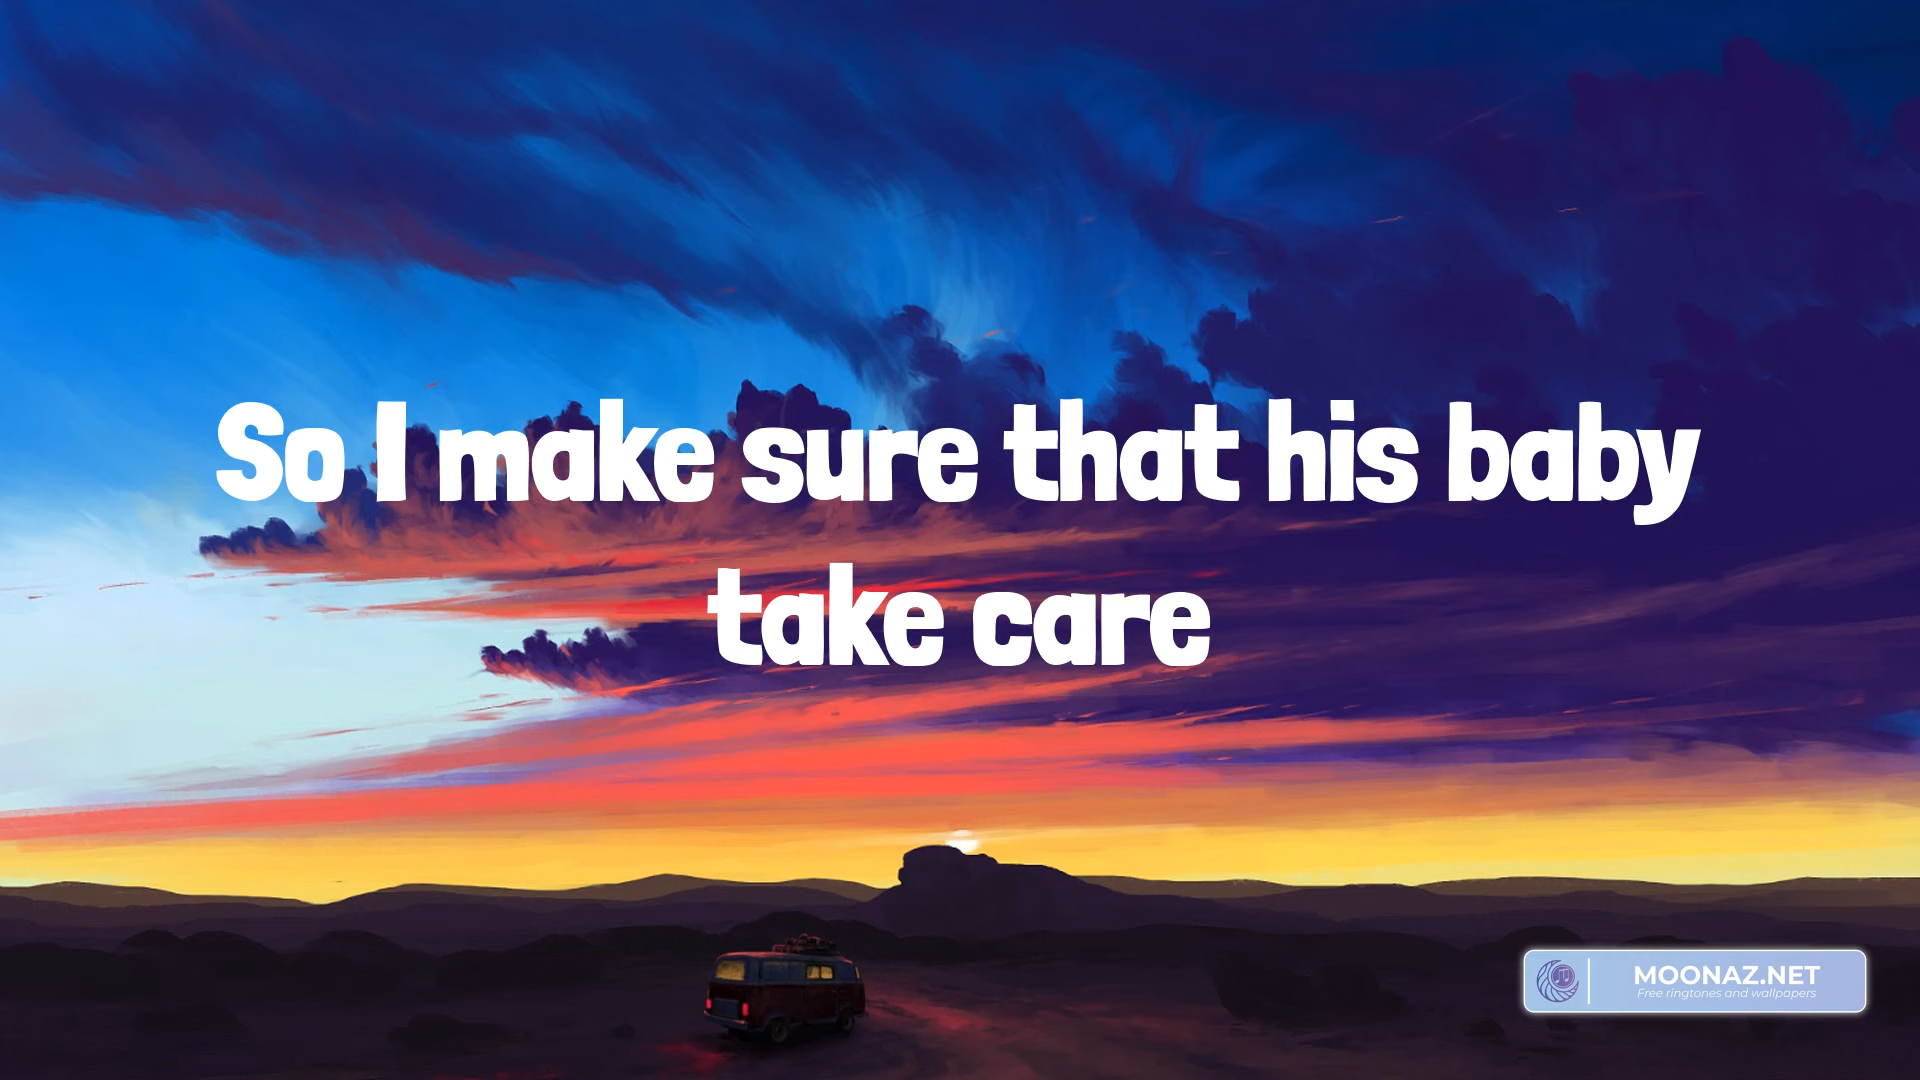 So I make sure that his baby
take care
MOONAZ.NET
Free ringtones and wallpapers